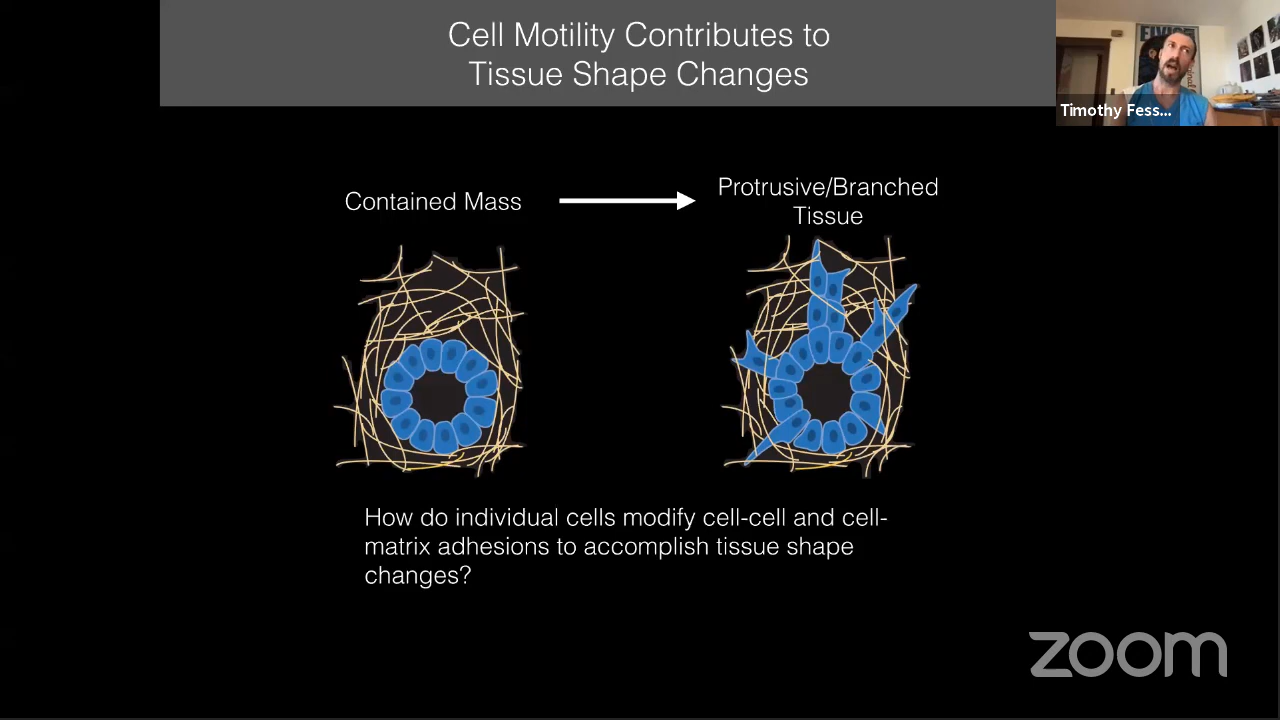 Cell Motility Contributes to
Tissue Shape Changes
Timothy Fess...
Contained Mass
Protrusive/Branched
Tissue
How do individual cells modify cell-cell and cell-
matrix adhesions to accomplish tissue shape
changes?
zoom